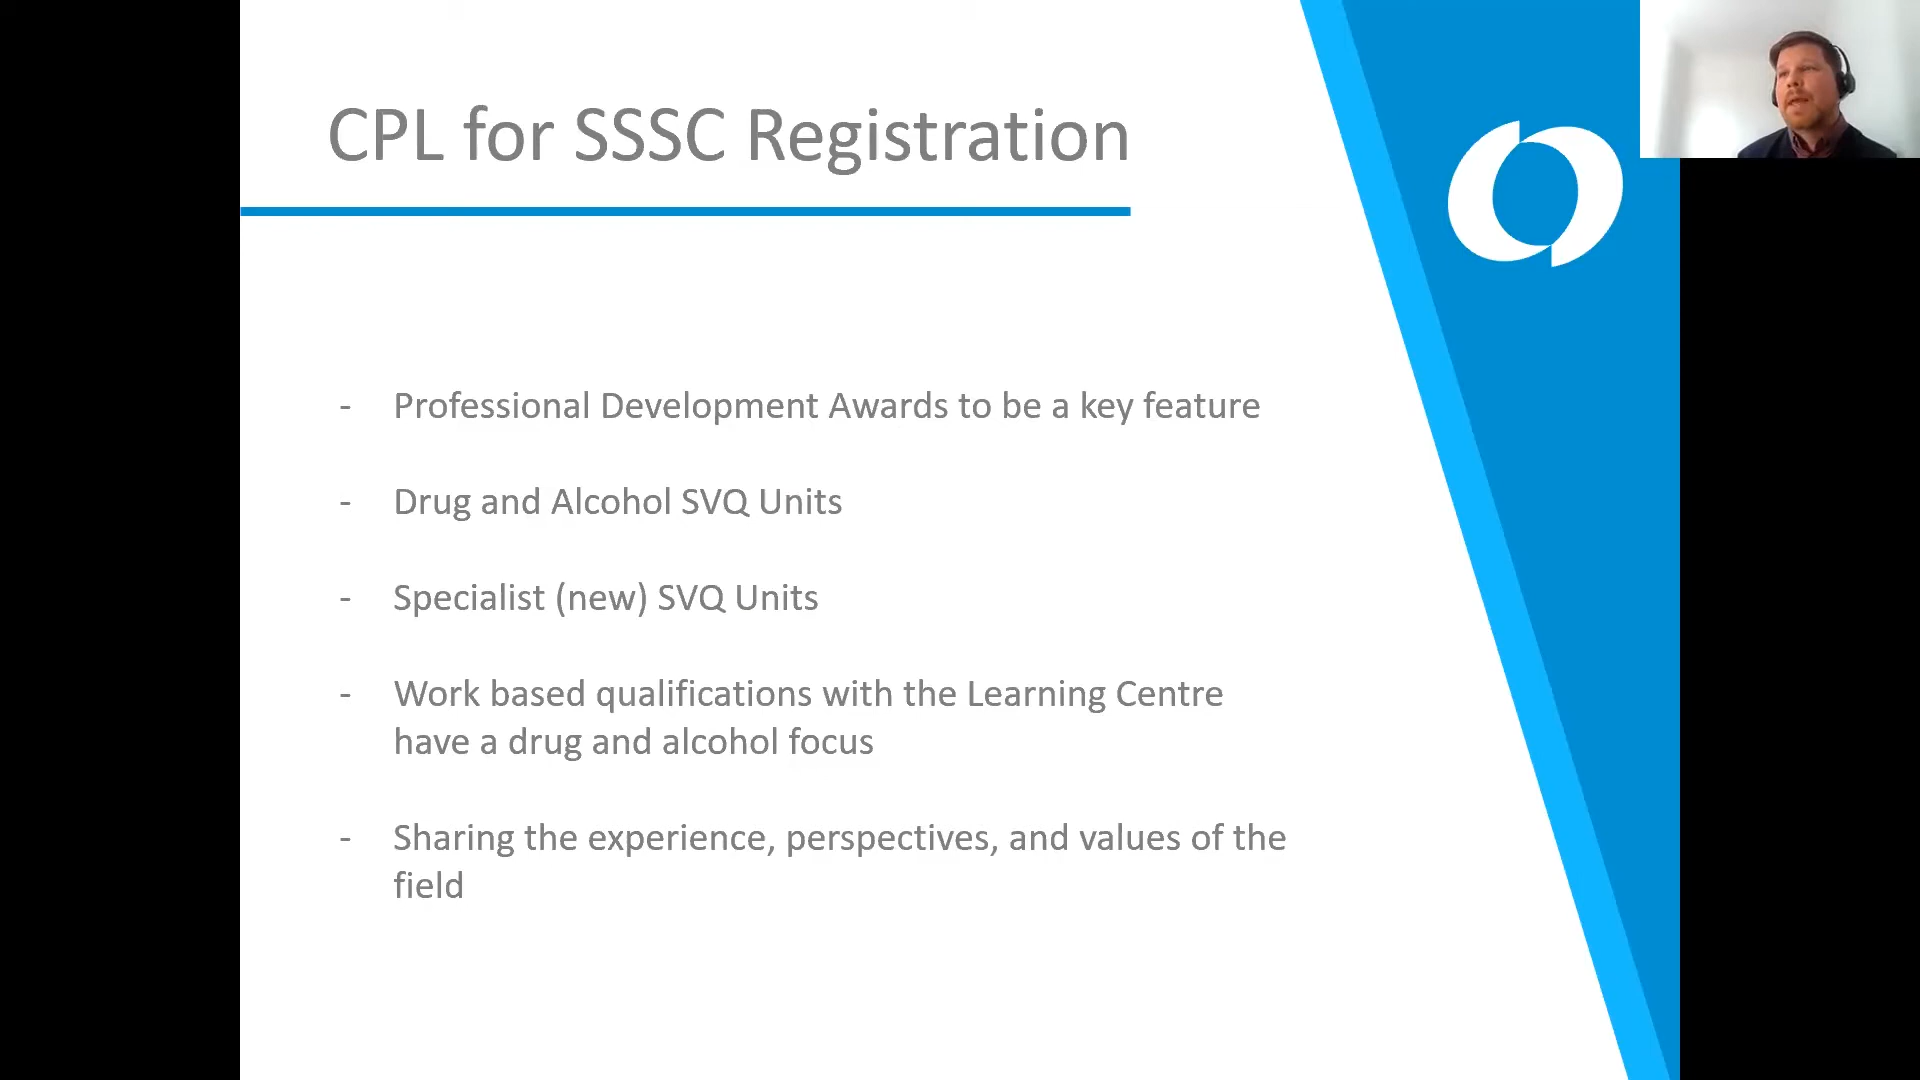 CPL for SSSC Registration
- Professional Development Awards to be a key feature
- Drug and Alcohol SVQ Units
- Specialist (new) SVQ Units
- Work based qualifications with the Learning Centre
have a drug and alcohol focus
- Sharing the experience, perspectives, and values of the
field